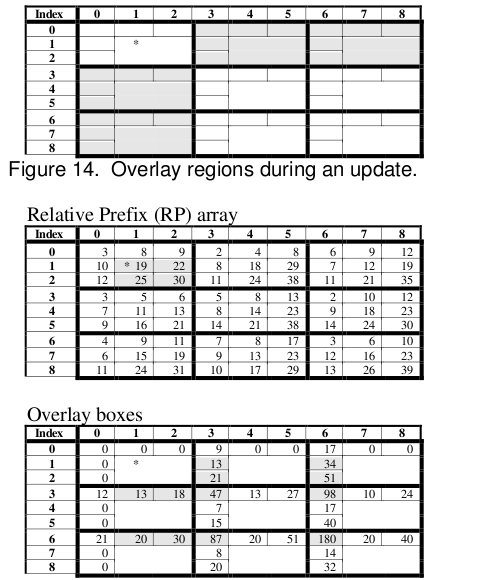 Index 0 1 2 3 4 5 6 7 8
0
1 *
2
3
4
5
6
7
8
Figure 14. Overlay regions during an update.
Relative Prefix (RP) array
Index 0 1 2 3 4 5 6 7 8
0 3 8 9 2 4 8 6 9 12
1 10 * 19 22 8 18 29 7 12 19
2 12 25 30 11 24 38 11 21 35
3 3 5 6 5 8 13 2 10 12
4 7 11 13 8 14 23 9 18 23
5 9 16 21 14 21 38 14 24 30
6 4 9 11 7 8 17 3 6 10
7 6 15 19 9 13 23 12 16 23
8 11 24 31 10 17 29 13 26 39
Overlay boxes
Index 0 1 2 3 4 5 6 7 8
0 0 0 0 9 0 0 17 0 0
1 0 * 13 34
2 0 21 51
3 12 13 18 47 13 27 98 10 24
4 0 7 17
5 0 15 40
6 21 20 30 87 20 51 180 20 40
7 0 8 14
8 0 20 32